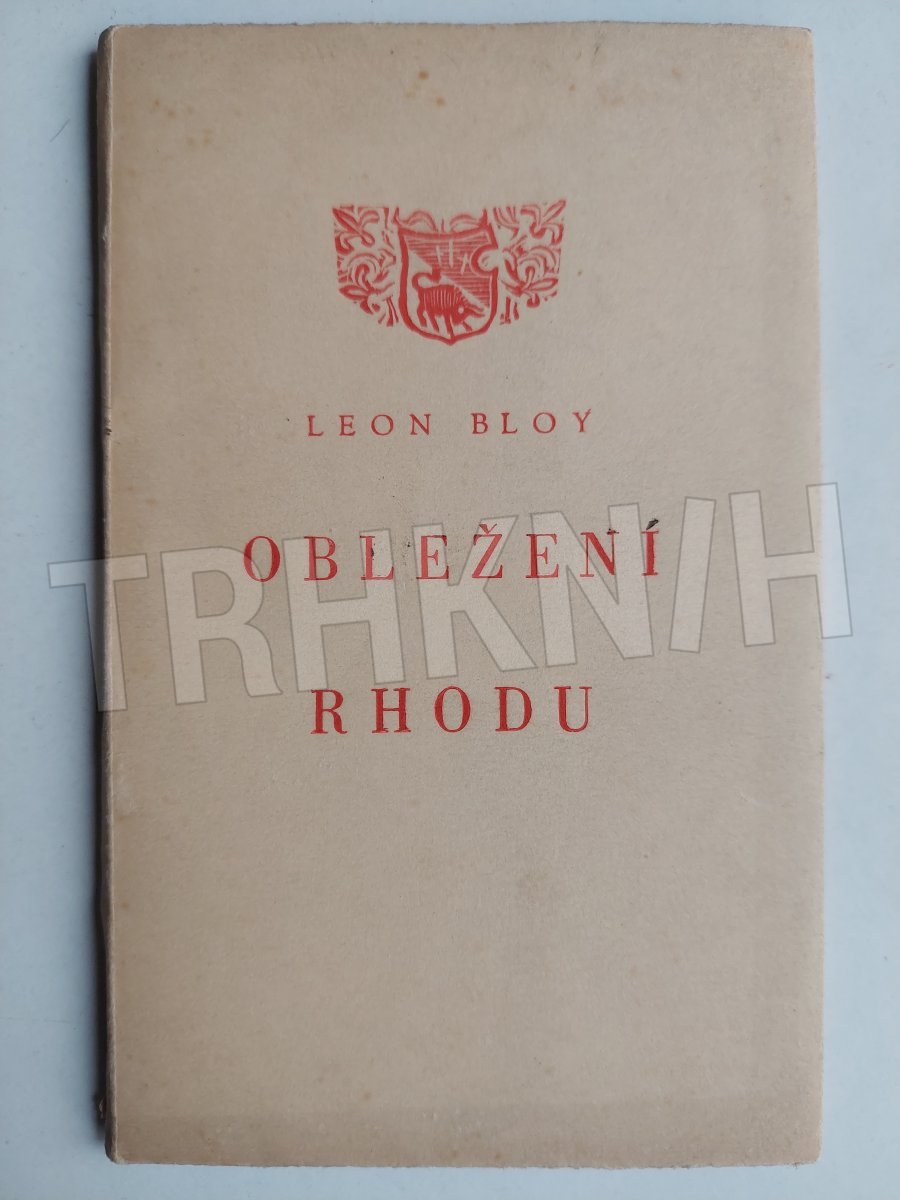 LEON BLOY
OBLEŽENÍ
TRHKNIH
RHODU